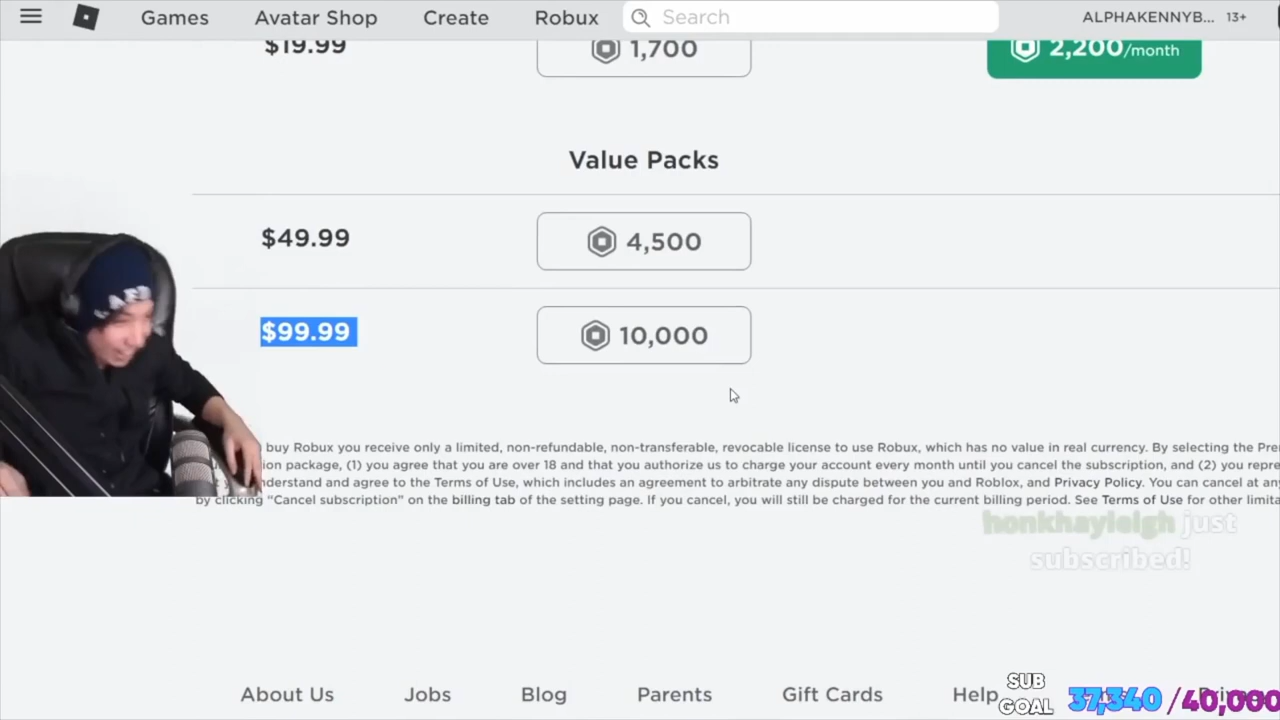 Games Avatar Shop Create Robux Search ALPHAKENNYB... 13+
$19.99 1,700 2,200/month
Value Packs
$49.99 4,500
$99.99 10,000
buy Robux you receive only a limited, non-refundable, non-transferable, revocable license to use Robux, which has no value in real currency. By selecting the Pre
ion package, (1) you agree that you are over 18 and that you authorize us to charge your account every month until you cancel the subscription, and (2) you repre
understand and agree to the Terms of Use, which includes an agreement to arbitrate any dispute between you and Roblox, and Privacy Policy. You can cancel at an
by clicking “Cancel subscription” on the billing tab of the setting page. If you cancel, you will still be charged for the current billing period. See Terms of Use for other limita
honkhayleigh just
subscribed!
About Us Jobs Blog Parents Gift Cards Help
SUB
GOAL 37,340 / 40,000